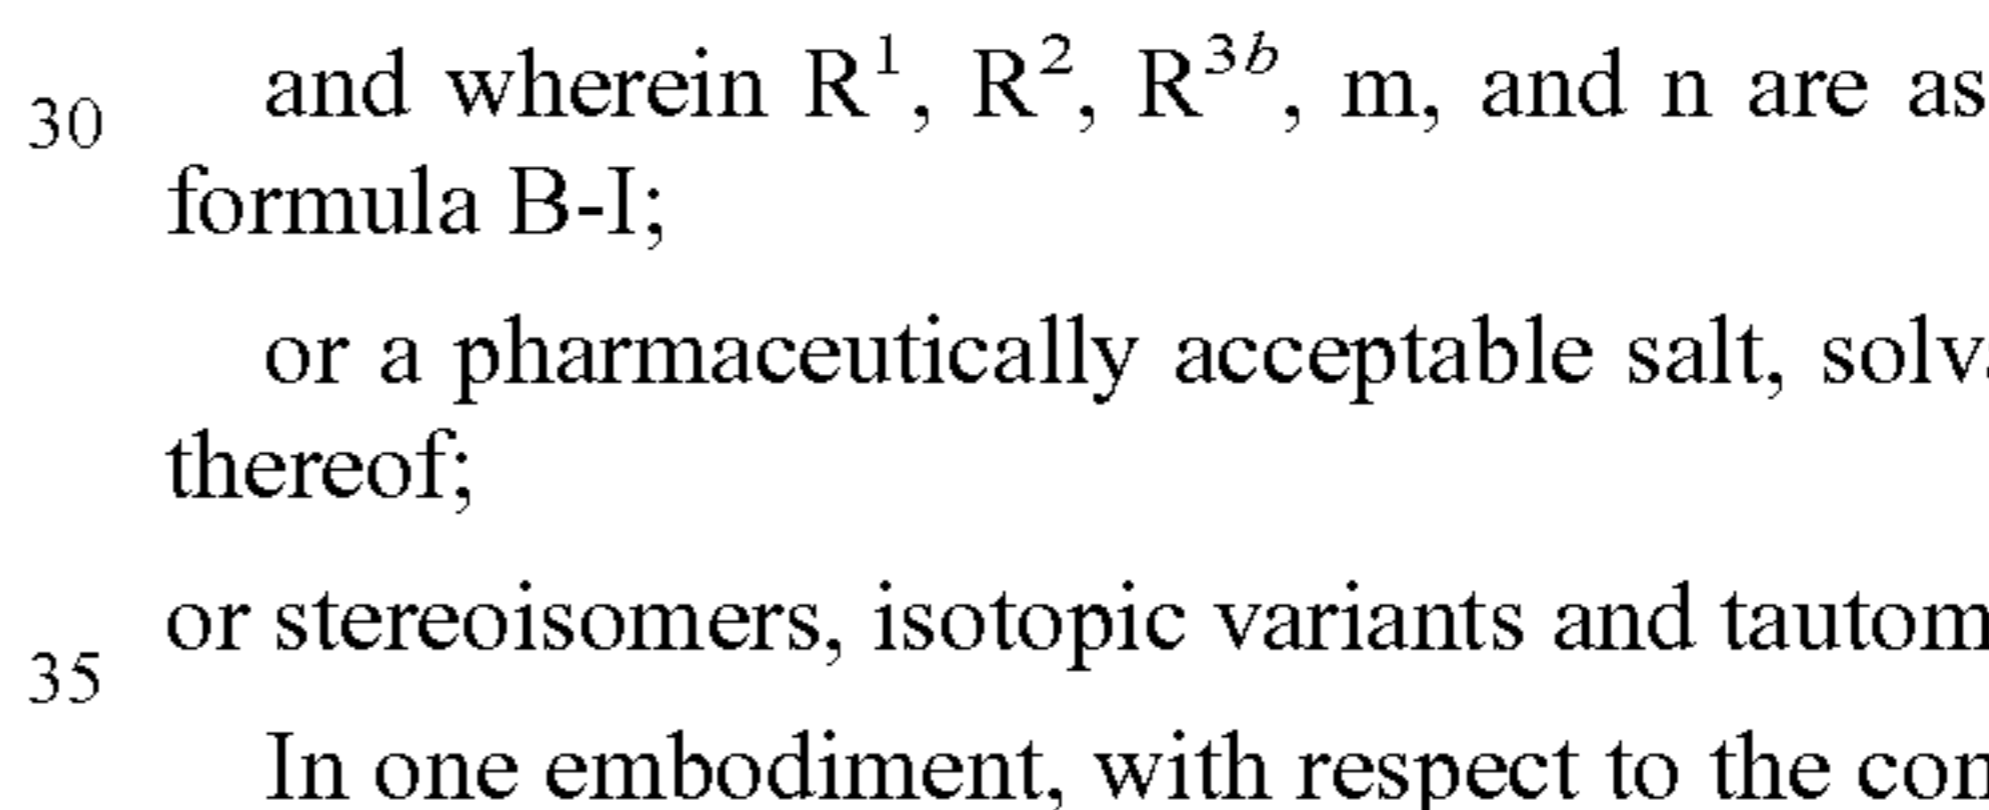 and wherein R¹, R², R³ᵇ, m, and n are as
30
formula B-I;
or a pharmaceutically acceptable salt,
thereof;
or stereoisomers, isotopic variants and
35
In one embodiment, with respect to the